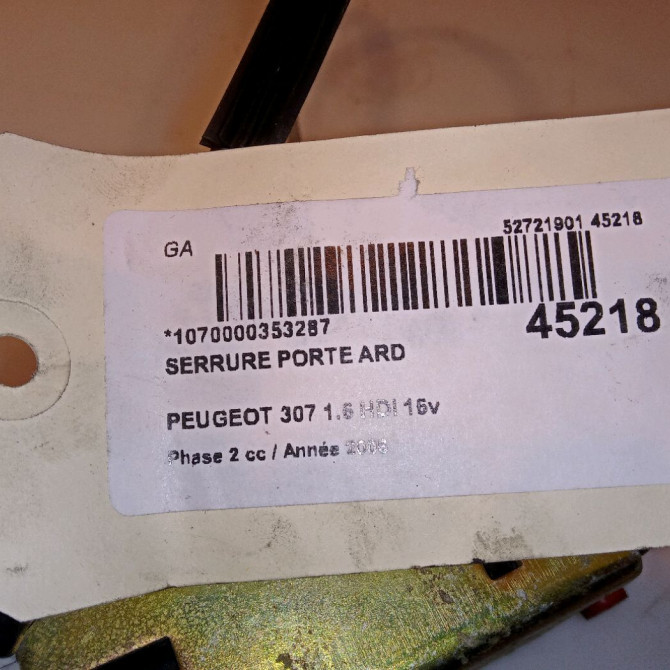 GA
52721901 45218
*1070000353287
45218
SERRURE PORTE ARD
PEUGEOT 307 1.6 HDI 16v
Phase 2 cc / Année